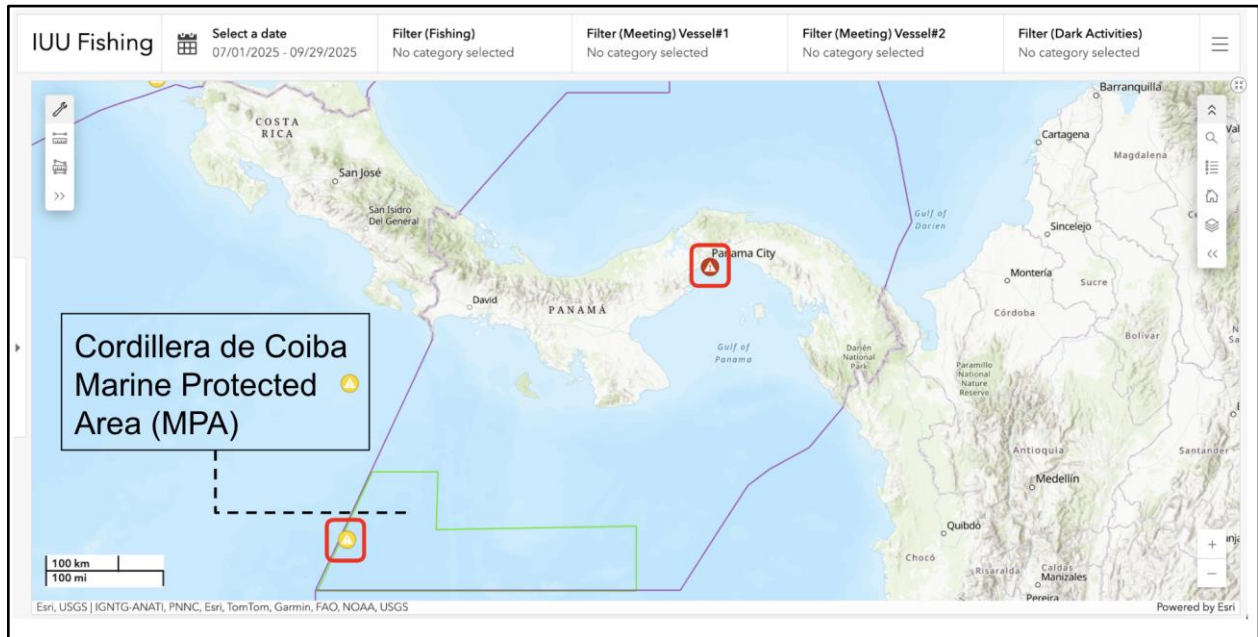 IUU Fishing
Select a date
07/01/2025 - 09/29/2025
Filter (Fishing)
No category selected
Filter (Meeting) Vessel#1
No category selected
Filter (Meeting) Vessel#2
No category selected
Filter (Dark Activities)
No category selected
Barranquilla
COSTA
RICA
Cartagena
Magdalena
San José
San Isidro
Del General
Gulf of
Darien
Sincelejo
Panama City
Montería
Sucre
David
PANAMÁ
Córdoba
Bolivar
Cordillera de Coiba
Marine Protected
Area (MPA)
Gulf of
Panama
Darién
National
Park
Paramillo
National
Nature
Reserve
Antioquia
Santander
Medellín
Quibdó
Chocó
Risaralda
Caldas
Manizales
Pereira
100 km
100 mi
Esri, USGS | IGNTG-ANATI, PNNC, Esri, TomTom, Garmin, FAO, NOAA, USGS
Powered by Esri